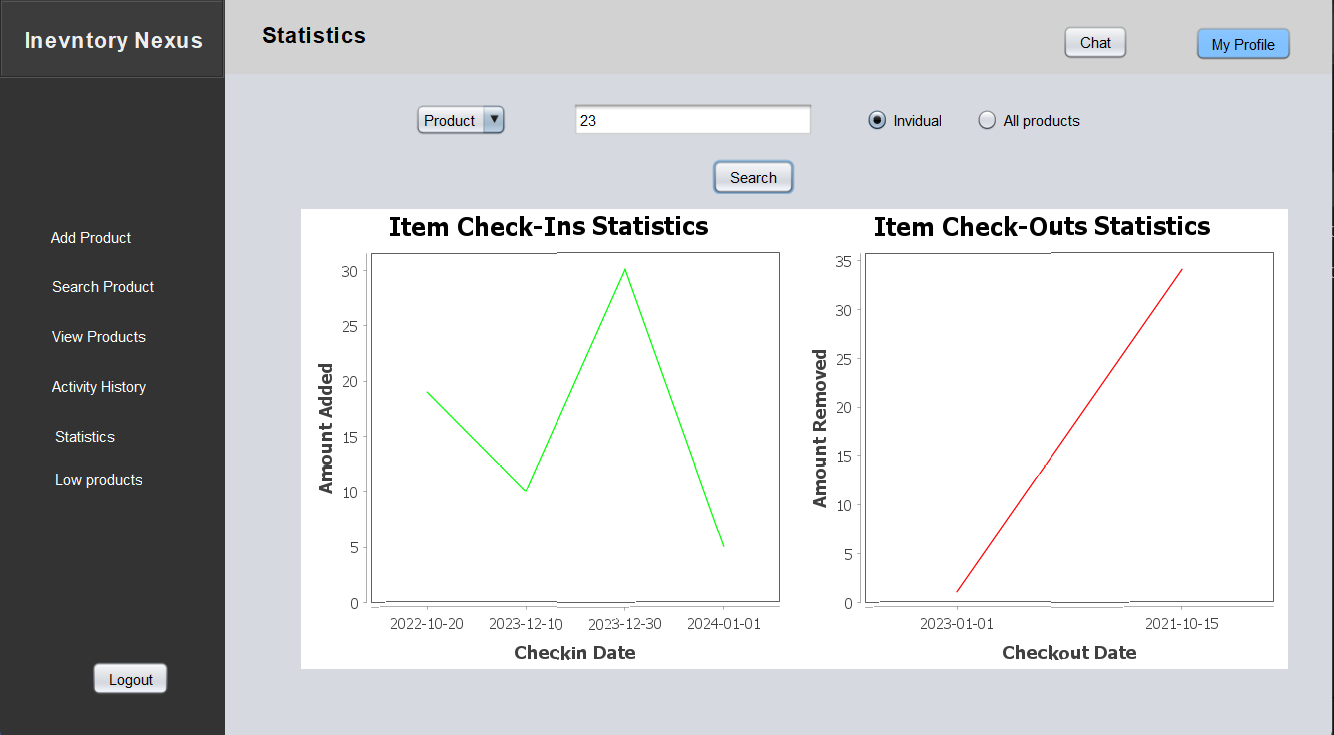 Inevntory Nexus
Statistics
Chat
My Profile
Product
23
Invidual
All products
Search
Add Product
Search Product
View Products
Activity History
Statistics
Low products
Logout
Item Check-Ins Statistics
Amount Added
30
25
20
15
10
5
0
2022-10-20 2023-12-10 2023-12-30 2024-01-01
Checkin Date
Item Check-Outs Statistics
Amount Removed
35
30
25
20
15
10
5
0
2023-01-01 2021-10-15
Checkout Date